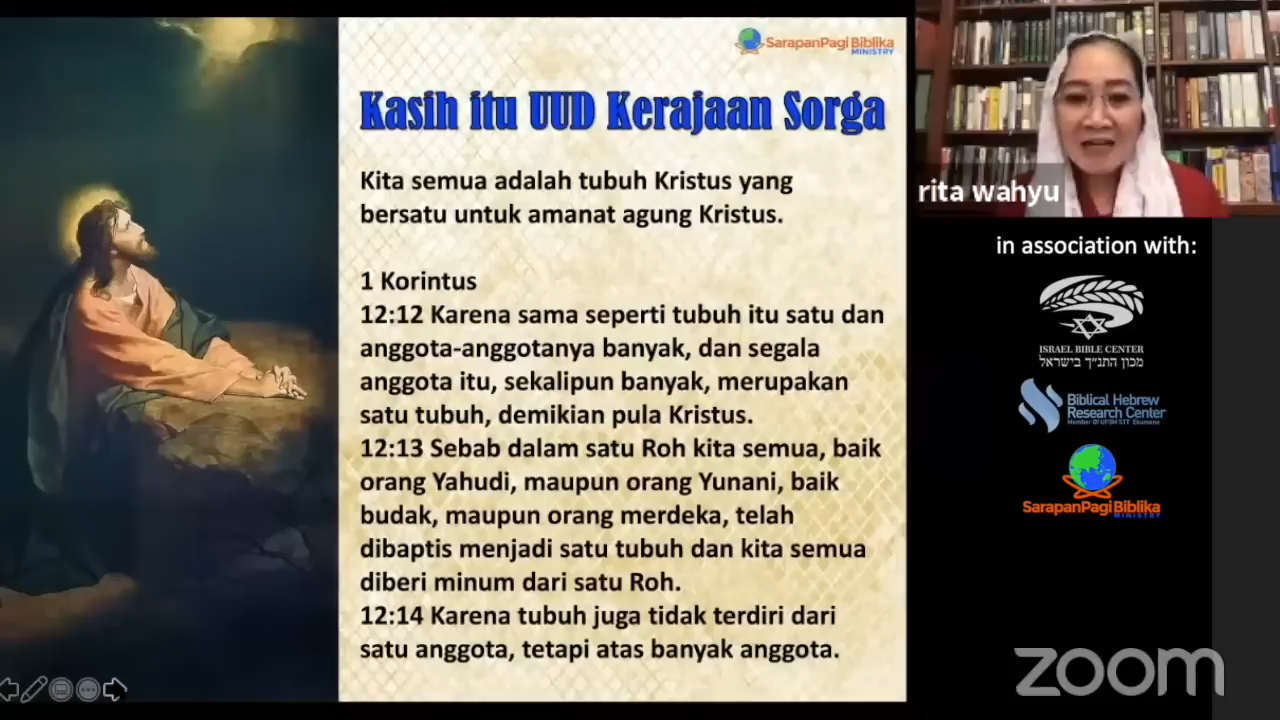 SarapanPagi Biblika
MINISTRY
Kasih itu UUD Kerajaan Sorga
Kita semua adalah tubuh Kristus yang
bersatu untuk amanat agung Kristus.
1 Korintus
12:12 Karena sama seperti tubuh itu satu dan
anggota-anggotanya banyak, dan segala
anggota itu, sekalipun banyak, merupakan
satu tubuh, demikian pula Kristus.
12:13 Sebab dalam satu Roh kita semua, baik
orang Yahudi, maupun orang Yunani, baik
budak, maupun orang merdeka, telah
dibaptis menjadi satu tubuh dan kita semua
diberi minum dari satu Roh.
12:14 Karena tubuh juga tidak terdiri dari
satu anggota, tetapi atas banyak anggota.
rita wahyu
in association with:
ISRAEL BIBLE CENTER
מכון התנ״ך בישראל
Biblical Hebrew
Research Center
Member Of UP3M STT Ekumene
SarapanPagi Biblika
MINISTRY
zoom